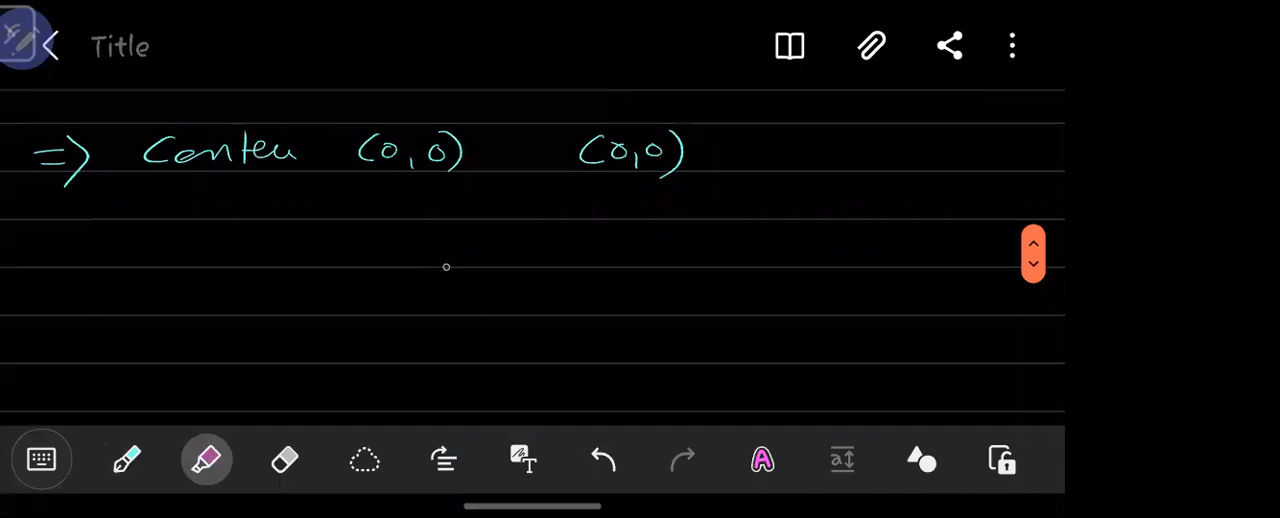 Title
=> Center (0,0) (0,0)